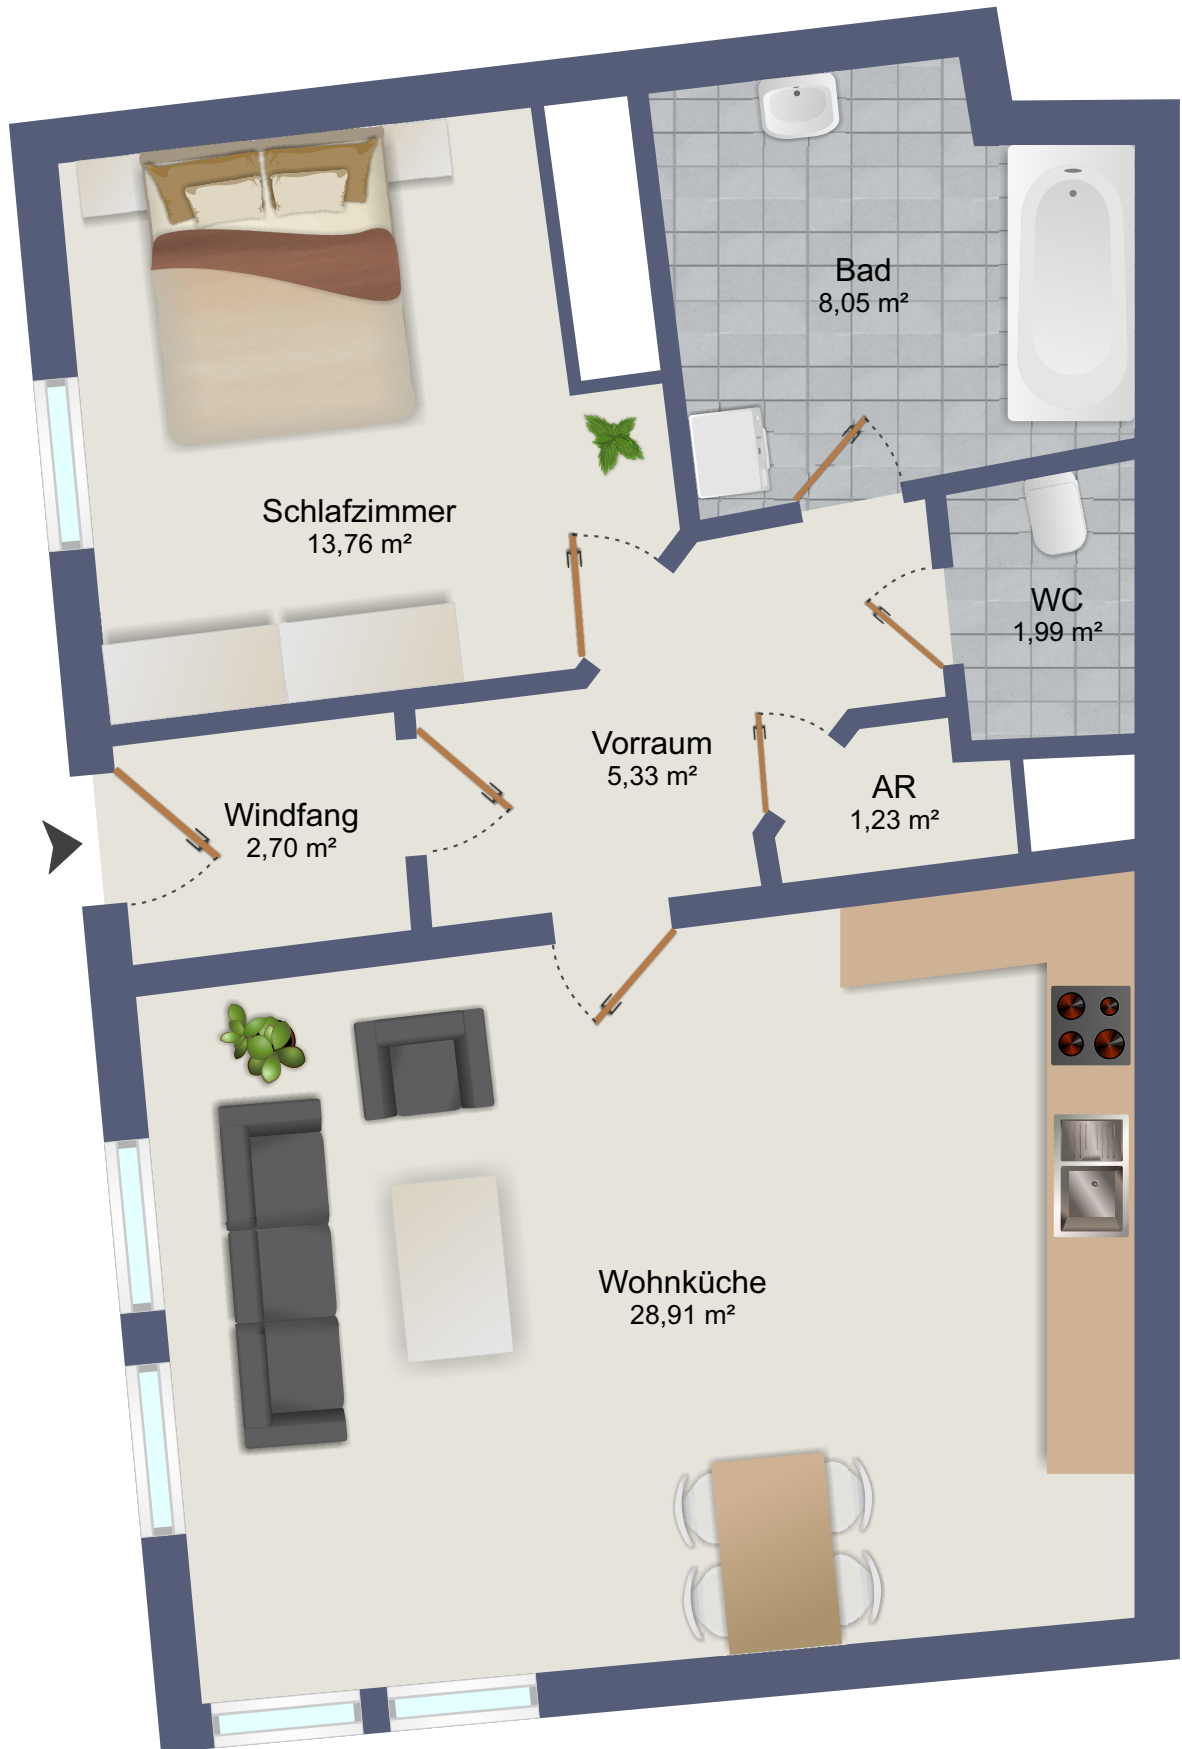 Bad
8,05 m²
Schlafzimmer
13,76 m²
WC
1,99 m²
Vorraum
5,33 m²
AR
1,23 m²
Windfang
2,70 m²
Wohnküche
28,91 m²